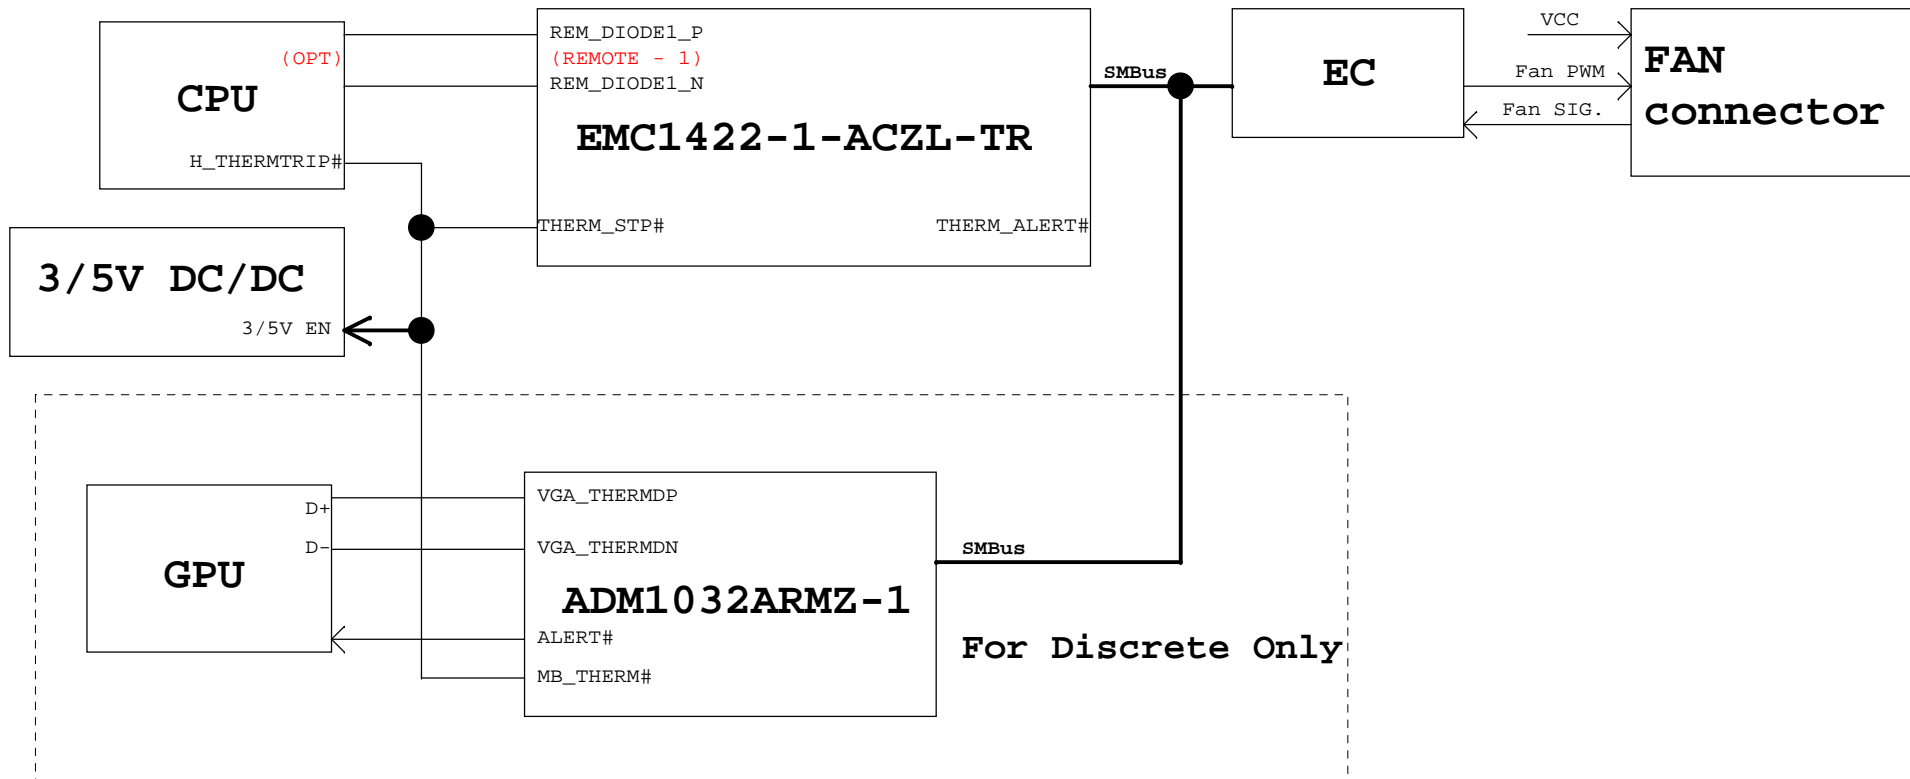 REM_DIODE1_P
(OPT)
(REMOTE - 1)
REM_DIODE1_N
CPU
EMC1422-1-ACZL-TR
H_THERMTRIP#
THERM_STP#
THERM_ALERT#
SMBus
EC
VCC
Fan PWM
Fan SIG.
FAN
connector
3/5V DC/DC
3/5V EN
D+
D-
GPU
VGA_THERMDP
VGA_THERMDN
ADM1032ARMZ-1
ALERT#
MB_THERM#
SMBus
For Discrete Only